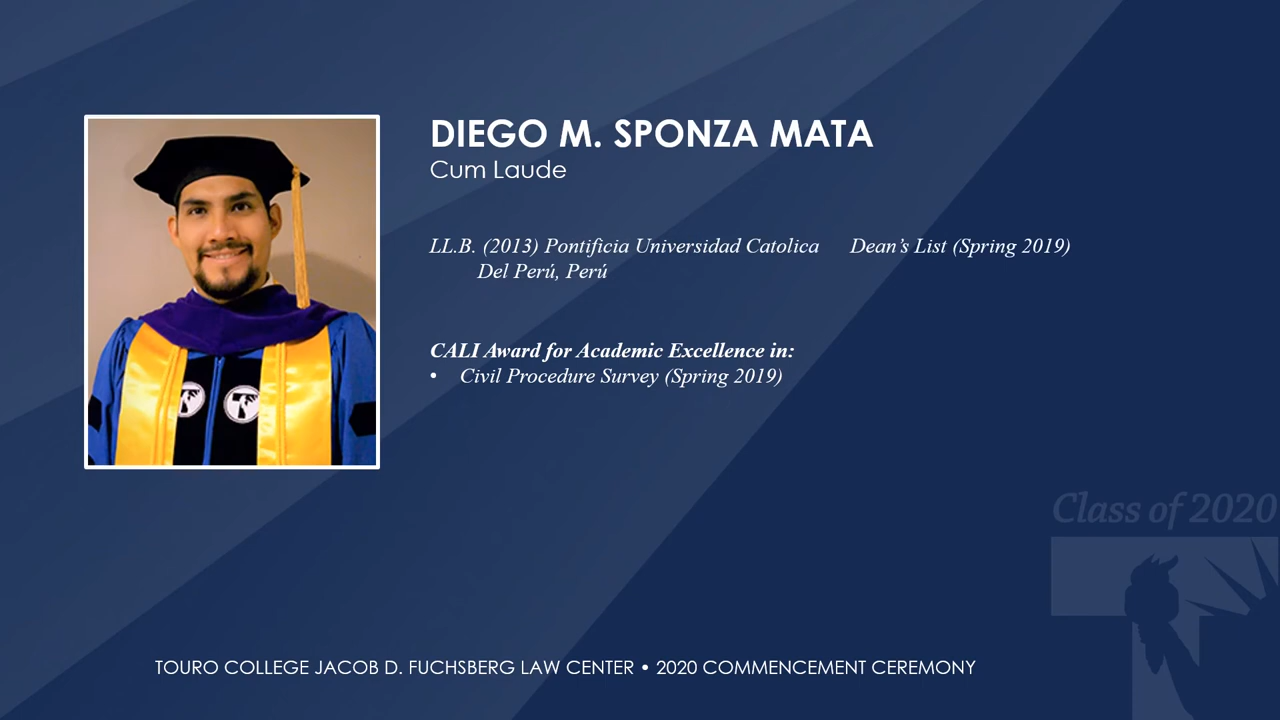 DIEGO M. SPONZA MATA
Cum Laude
LL.B. (2013) Pontificia Universidad Catolica
Del Perú, Perú
Dean’s List (Spring 2019)
CALI Award for Academic Excellence in:
• Civil Procedure Survey (Spring 2019)
Class of 2020
TOURO COLLEGE JACOB D. FUCHSBERG LAW CENTER • 2020 COMMENCEMENT CEREMONY